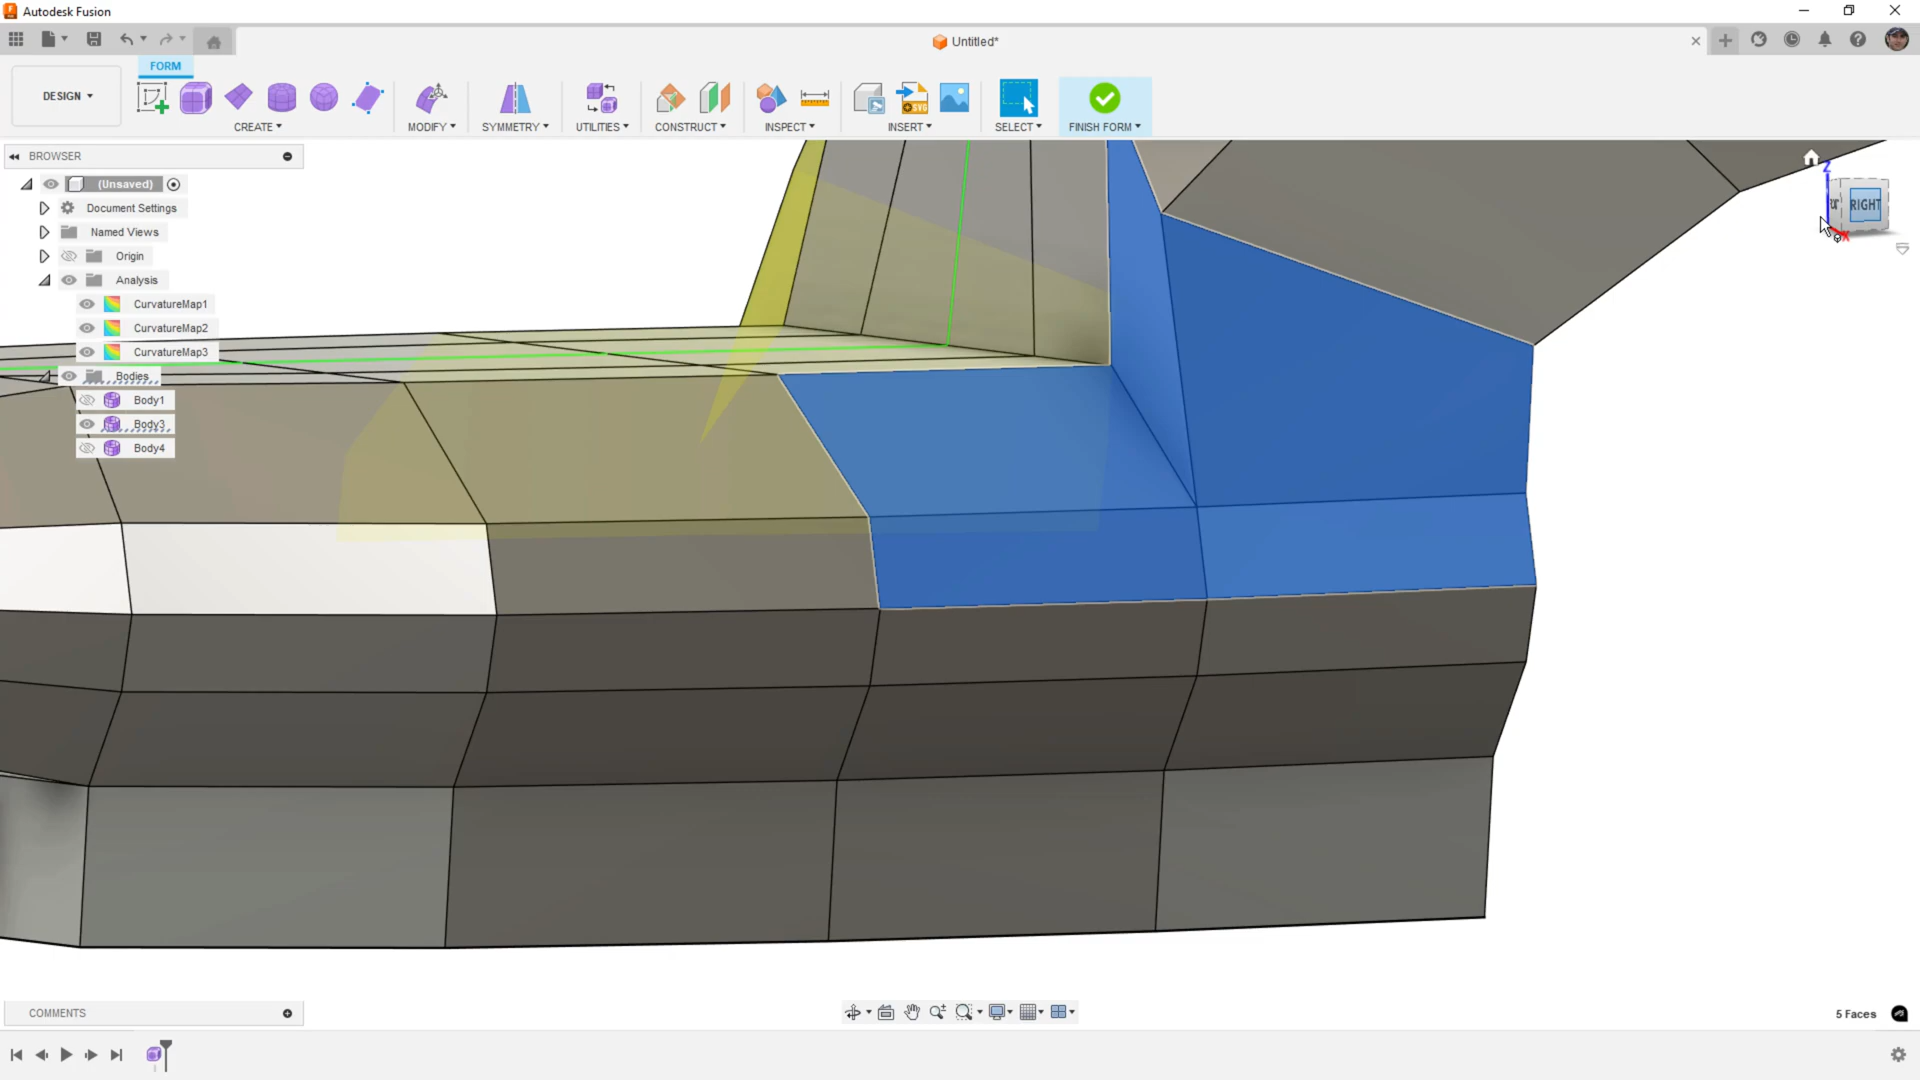 Autodesk Fusion
Untitled*
FORM
DESIGN
CREATE
MODIFY
SYMMETRY
UTILITIES
CONSTRUCT
INSPECT
INSERT
SELECT
FINISH FORM
SVG
BROWSER
(Unsaved)
Document Settings
Named Views
Origin
Analysis
CurvatureMap1
CurvatureMap2
CurvatureMap3
Bodies
Body1
Body3
Body4
Z
RIGHT
X
COMMENTS
5 Faces